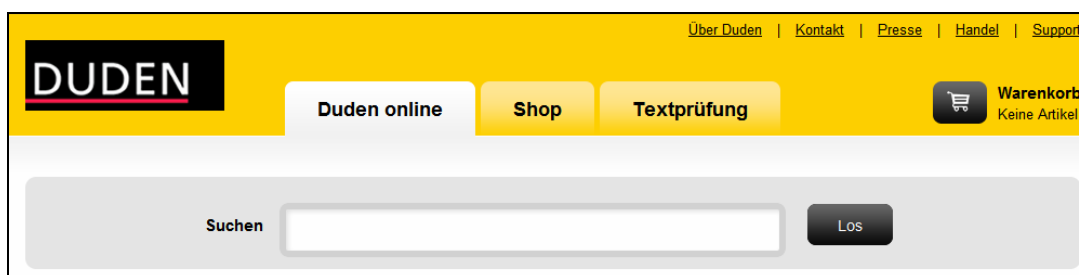 Über Duden | Kontakt | Presse | Handel | Support
DUDEN
Duden online Shop Textprüfung
Warenkorb
Keine Artikel
Suchen Los